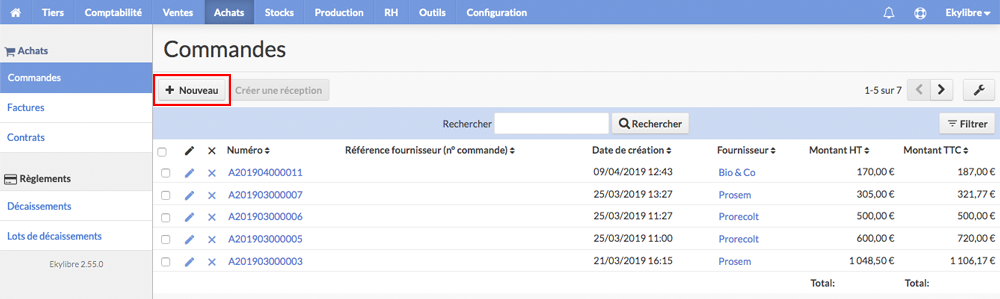 Tiers Comptabilité Ventes Achats Stocks Production RH Outils Configuration Ekylibre
Achats
Commandes
Factures
Contrats
Règlements
Décaissements
Lots de décaissements
Ekylibre 2.55.0
Commandes
Nouveau Créer une réception 1-5 sur 7
Rechercher Rechercher Filtrer
Numéro Référence fournisseur (n° commande) Date de création Fournisseur Montant HT Montant TTC
A201904000011 09/04/2019 12:43 Bio & Co 170,00 € 187,00 €
A201903000007 25/03/2019 13:27 Prosem 305,00 € 321,77 €
A201903000006 25/03/2019 11:27 Prorecolt 500,00 € 500,00 €
A201903000005 25/03/2019 11:00 Prorecolt 600,00 € 720,00 €
A201903000003 21/03/2019 16:15 Prosem 1 048,50 € 1 106,17 €
Total: Total: